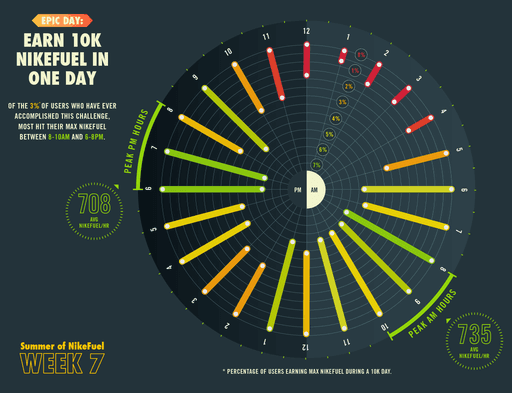 EPIC DAY:
EARN 10K
NIKEFUEL IN
ONE DAY
OF THE 3%* OF USERS WHO HAVE EVER
ACCOMPLISHED THIS CHALLENGE,
MOST HIT THEIR MAX NIKEFUEL
BETWEEN 8-10AM AND 6-8PM.
12
1
2
3
4
5
6
7
8
9
10
11
12
1
2
3
4
5
6
7
8
9
10
11
0%
1%
2%
3%
4%
5%
6%
7%
PM
AM
PEAK PM HOURS
708
AVG
NIKEFUEL/HR
PEAK AM HOURS
735
AVG
NIKEFUEL/HR
Summer of NikeFuel
WEEK 7
* PERCENTAGE OF USERS EARNING MAX NIKEFUEL DURING A 10K DAY.